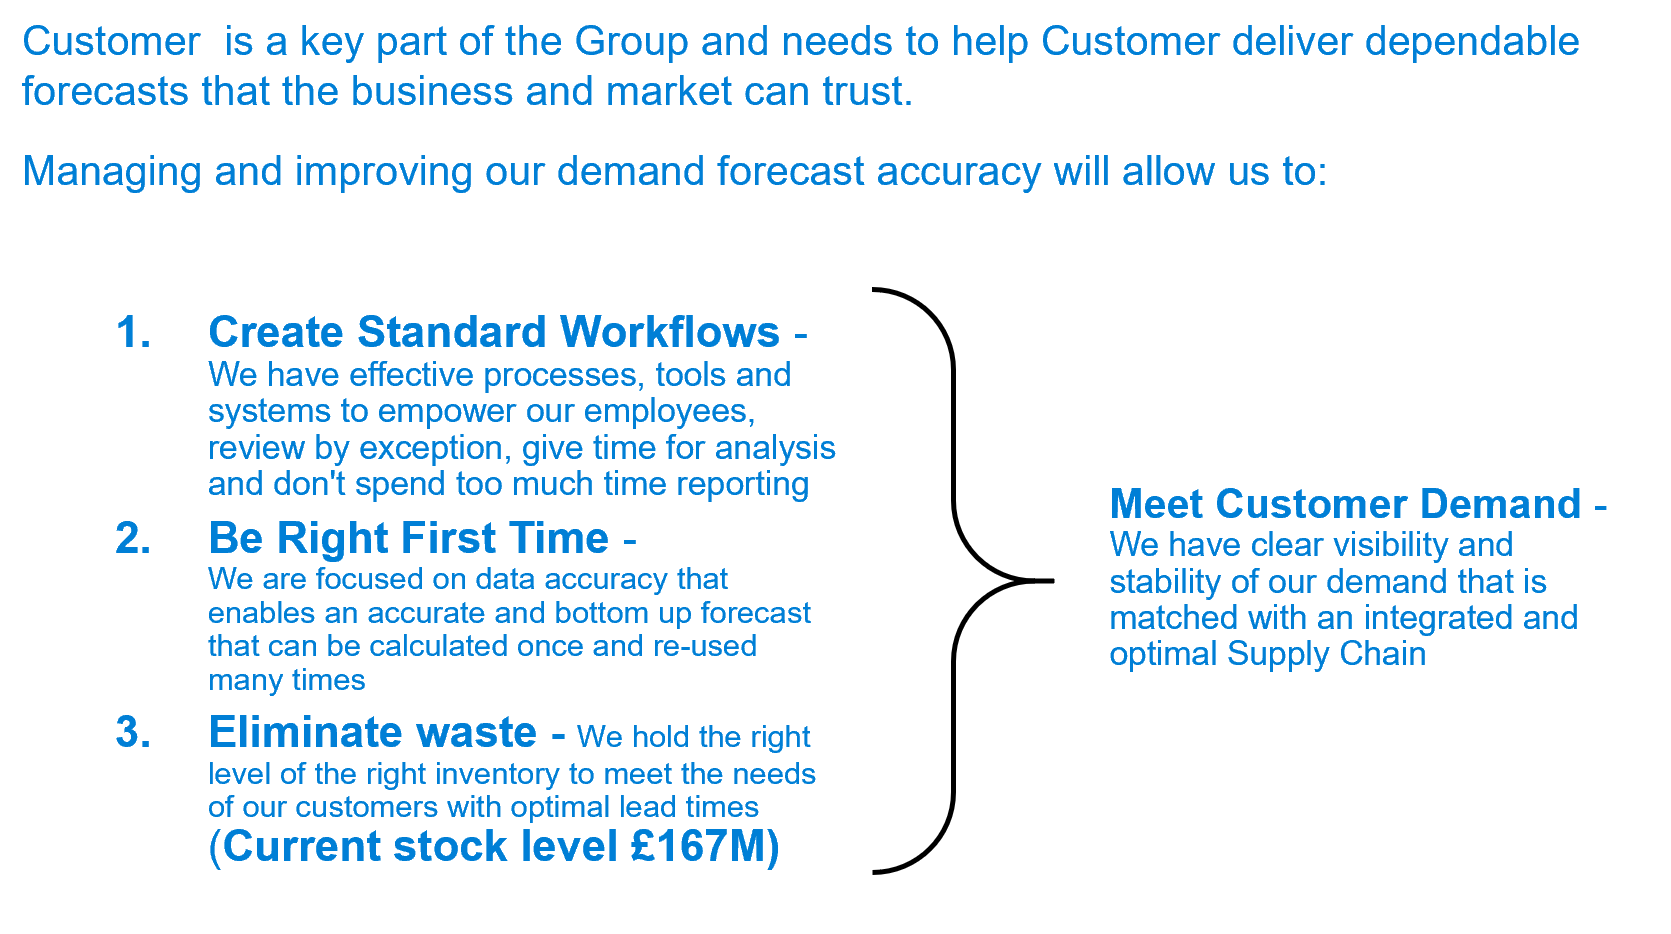 Customer  is a key part of the Group and needs to help Customer deliver dependable
forecasts that the business and market can trust.
Managing and improving our demand forecast accuracy will allow us to:
1. Create Standard Workflows -
We have effective processes, tools and
systems to empower our employees,
review by exception, give time for analysis
and don't spend too much time reporting
2. Be Right First Time -
We are focused on data accuracy that
enables an accurate and bottom up forecast
that can be calculated once and re-used
many times
3. Eliminate waste - We hold the right
level of the right inventory to meet the needs
of our customers with optimal lead times
(Current stock level £167M)
Meet Customer Demand -
We have clear visibility and
stability of our demand that is
matched with an integrated and
optimal Supply Chain